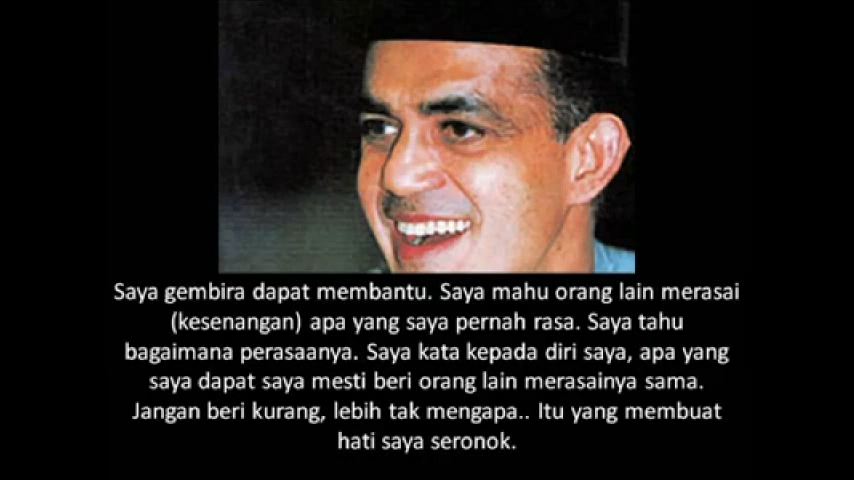 Saya gembira dapat membantu. Saya mahu orang lain merasai
(kesenangan) apa yang saya pernah rasa. Saya tahu
bagaimana perasaanya. Saya kata kepada diri saya, apa yang
saya dapat saya mesti beri orang lain merasainya sama.
Jangan beri kurang, lebih tak mengapa.. Itu yang membuat
hati saya seronok.